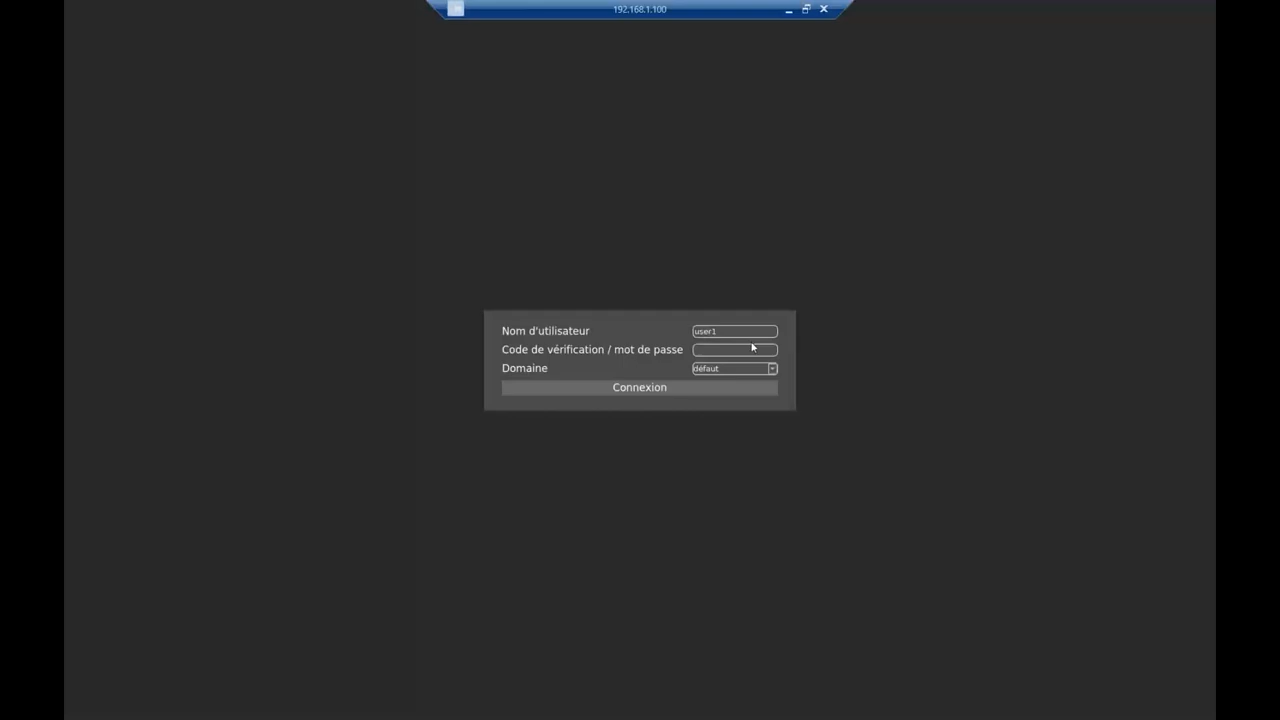 192.168.1.100
Nom d'utilisateur user1
Code de vérification / mot de passe
Domaine défaut
Connexion